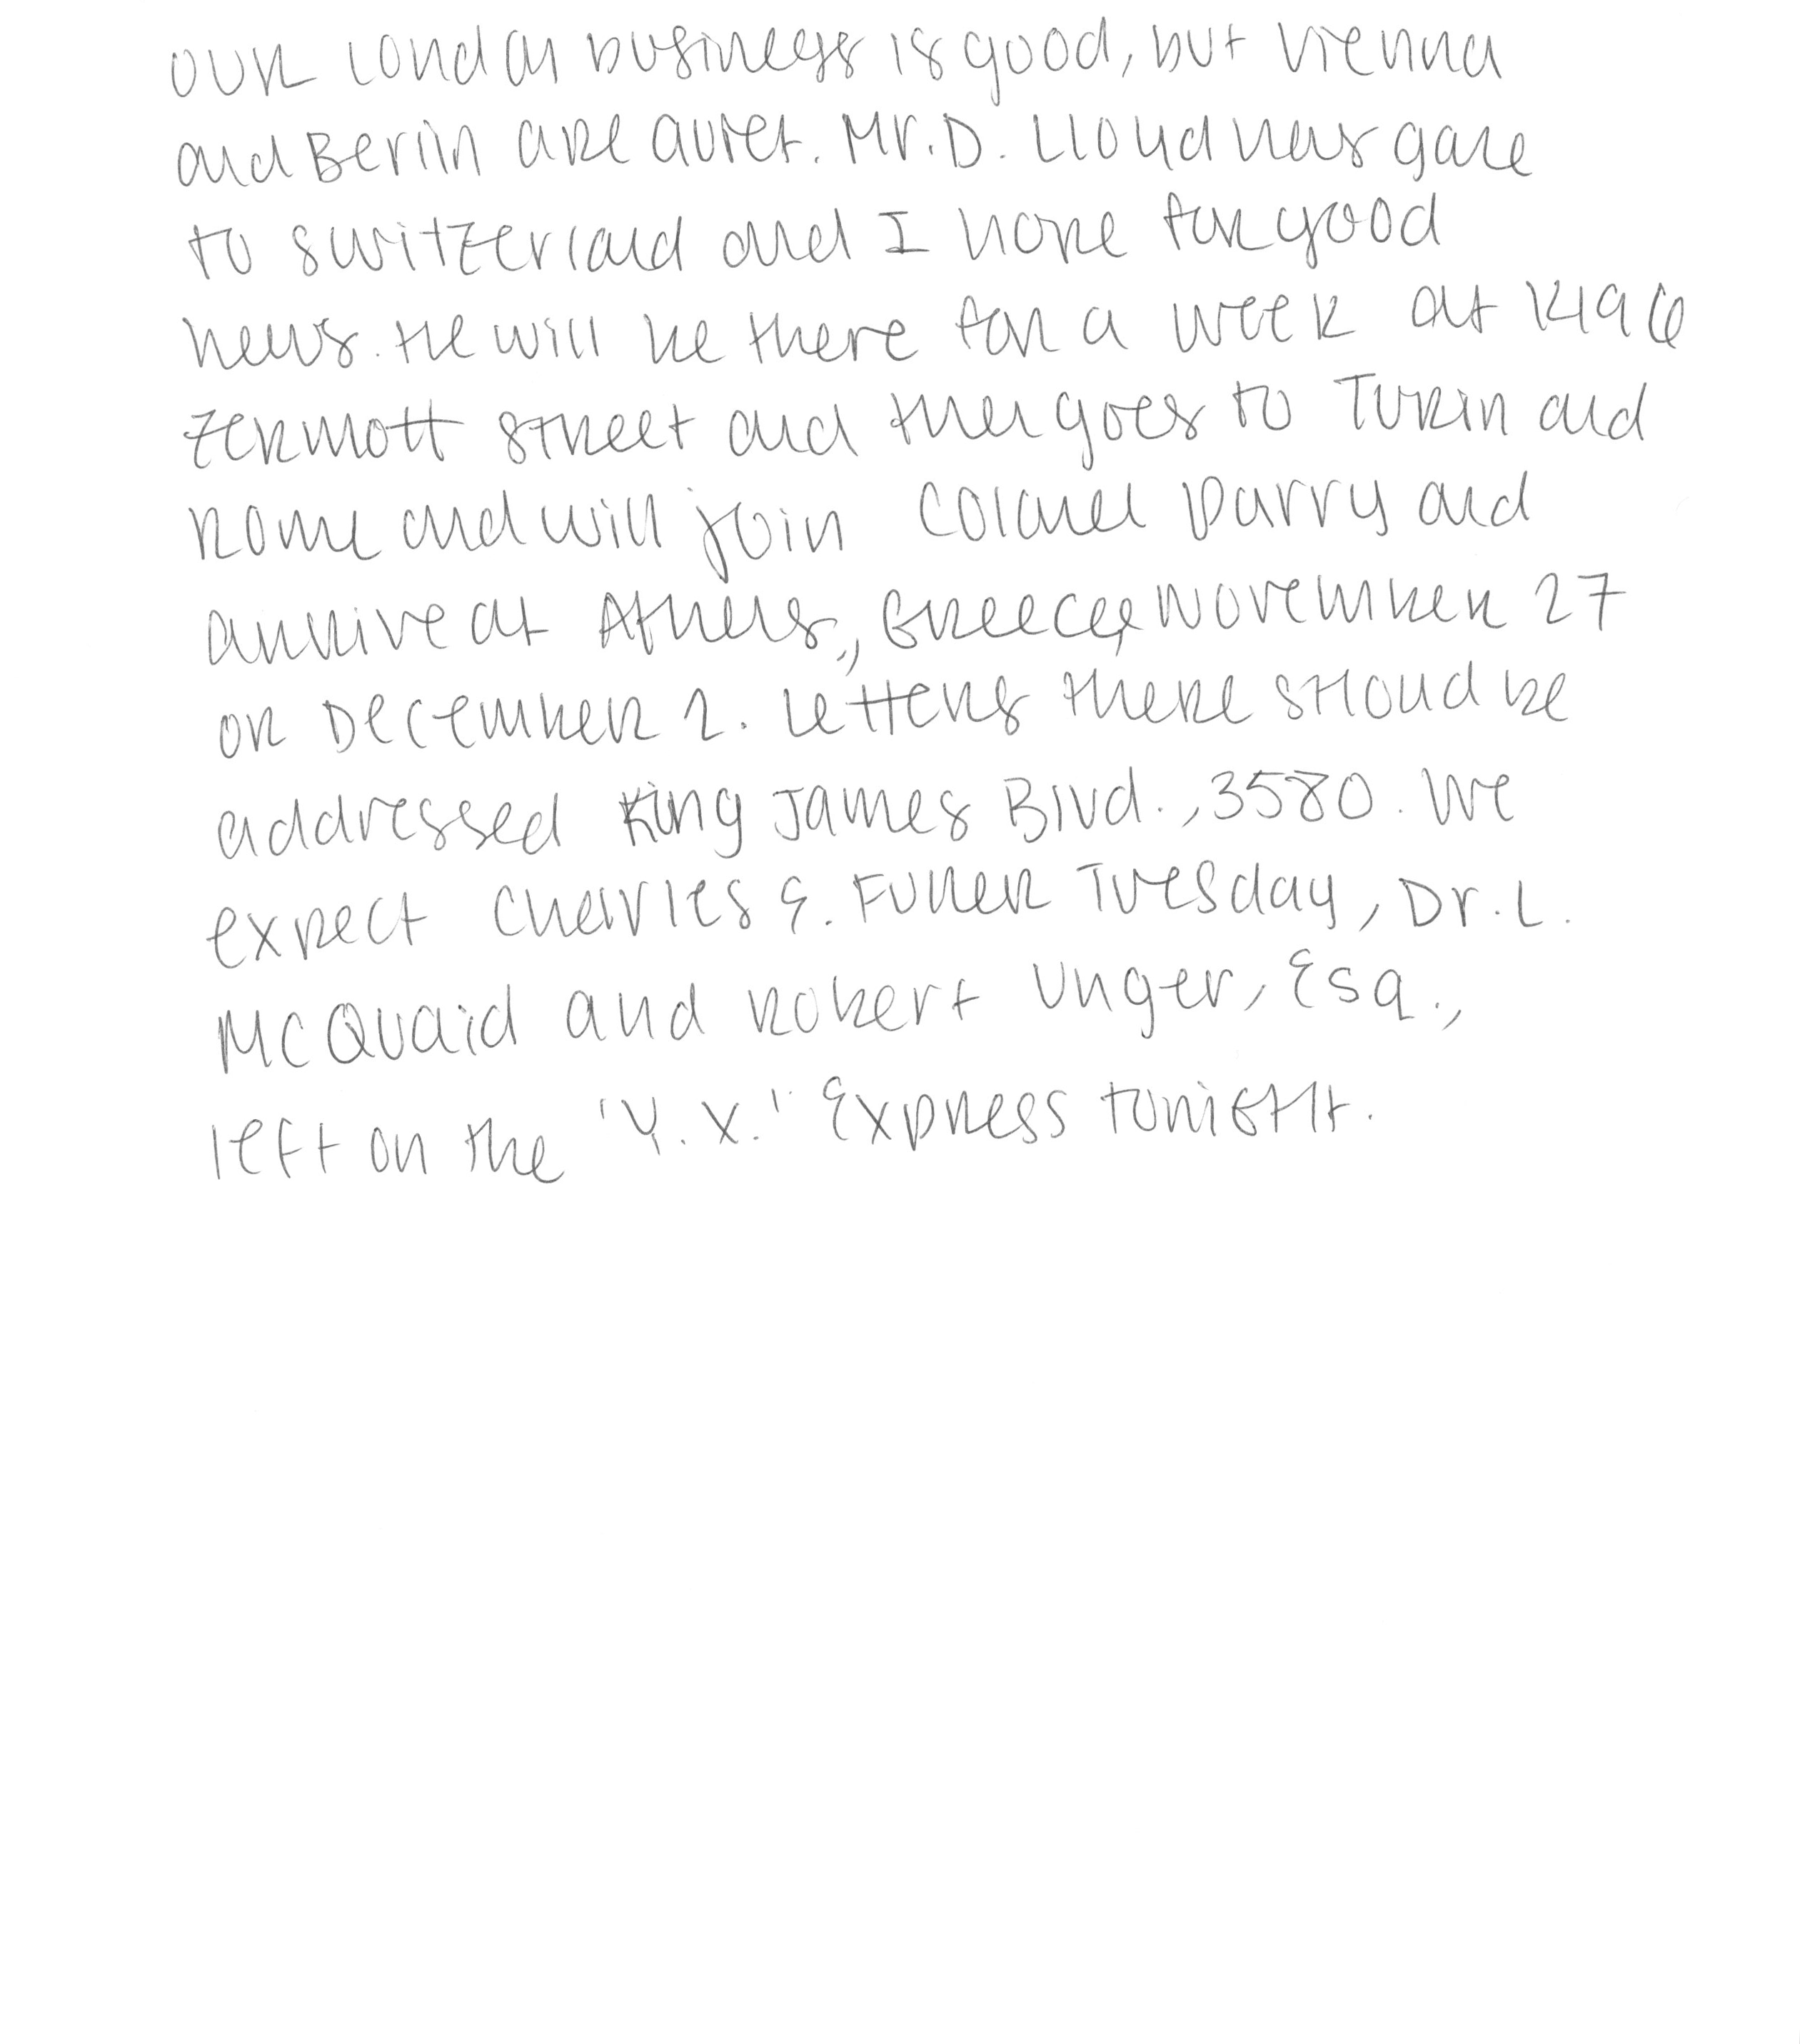 our London business is good, but Vienna
and Berlin are quiet. Mr. D. Lloyd has gone
to Switzerland and I hope for good
news. He will be there for a week at 1496
Zermott Street and then goes to Turin and
Rome and will join Colonel Parry and
arrive at Athens, Greece, November 27
or December 2. Letters there should be
addressed King James Blvd., 3580. We
expect Charles E. Fuller Tuesday, Dr. L.
McQuaid and Robert Unger, Esq.,
left on the "Y. X." Express tonight.